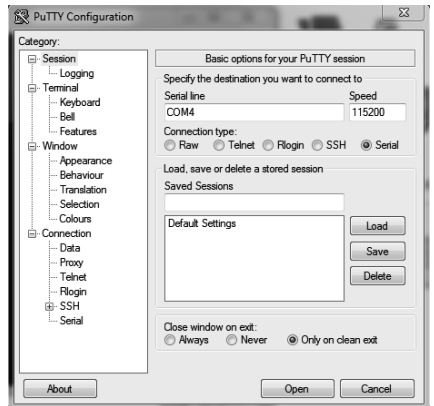 PuTTY Configuration
Category:
Session
Logging
Terminal
Keyboard
Bell
Features
Window
Appearance
Behaviour
Translation
Selection
Colours
Connection
Data
Proxy
Telnet
Rlogin
SSH
Serial
Basic options for your PuTTY session
Specify the destination you want to connect to
Serial line Speed
COM4 115200
Connection type:
Raw Telnet Rlogin SSH Serial
Load, save or delete a stored session
Saved Sessions
Default Settings
Load
Save
Delete
Close window on exit:
Always Never Only on clean exit
About Open Cancel